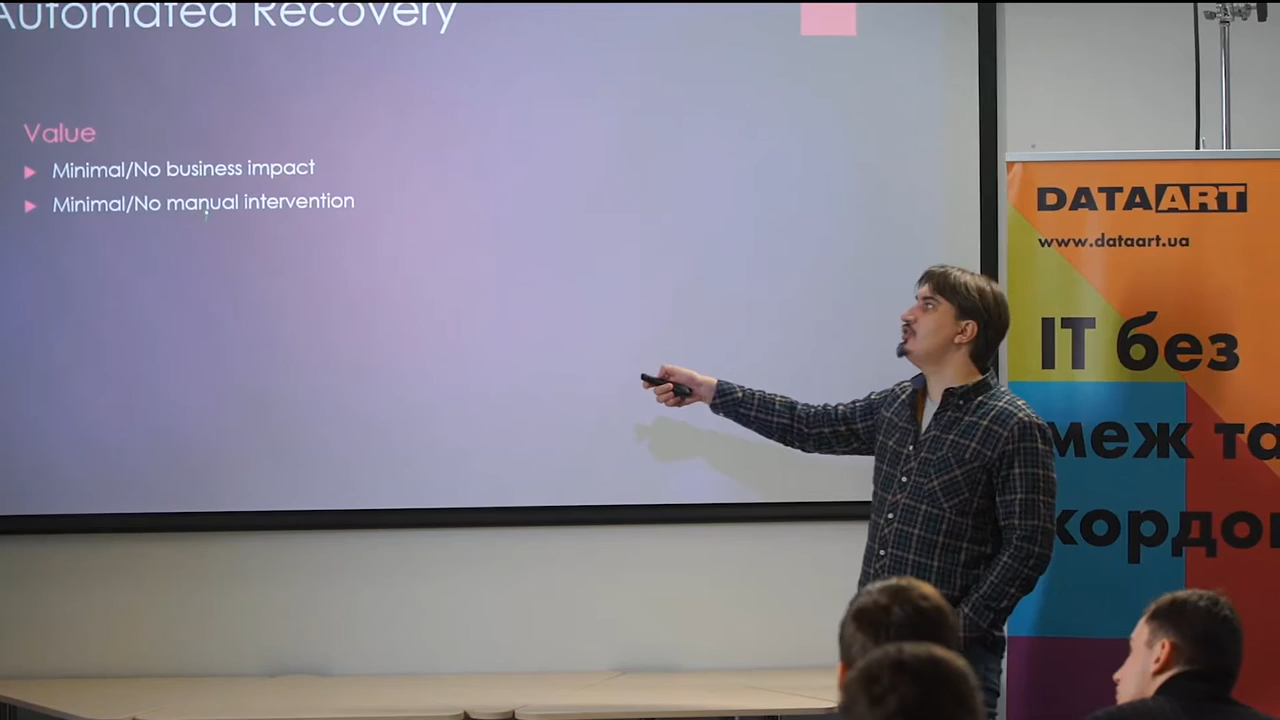 Automated Recovery
Value
Minimal/No business impact
Minimal/No manual intervention
DATAART
www.dataart.ua
ІТ без
меж та
кордо